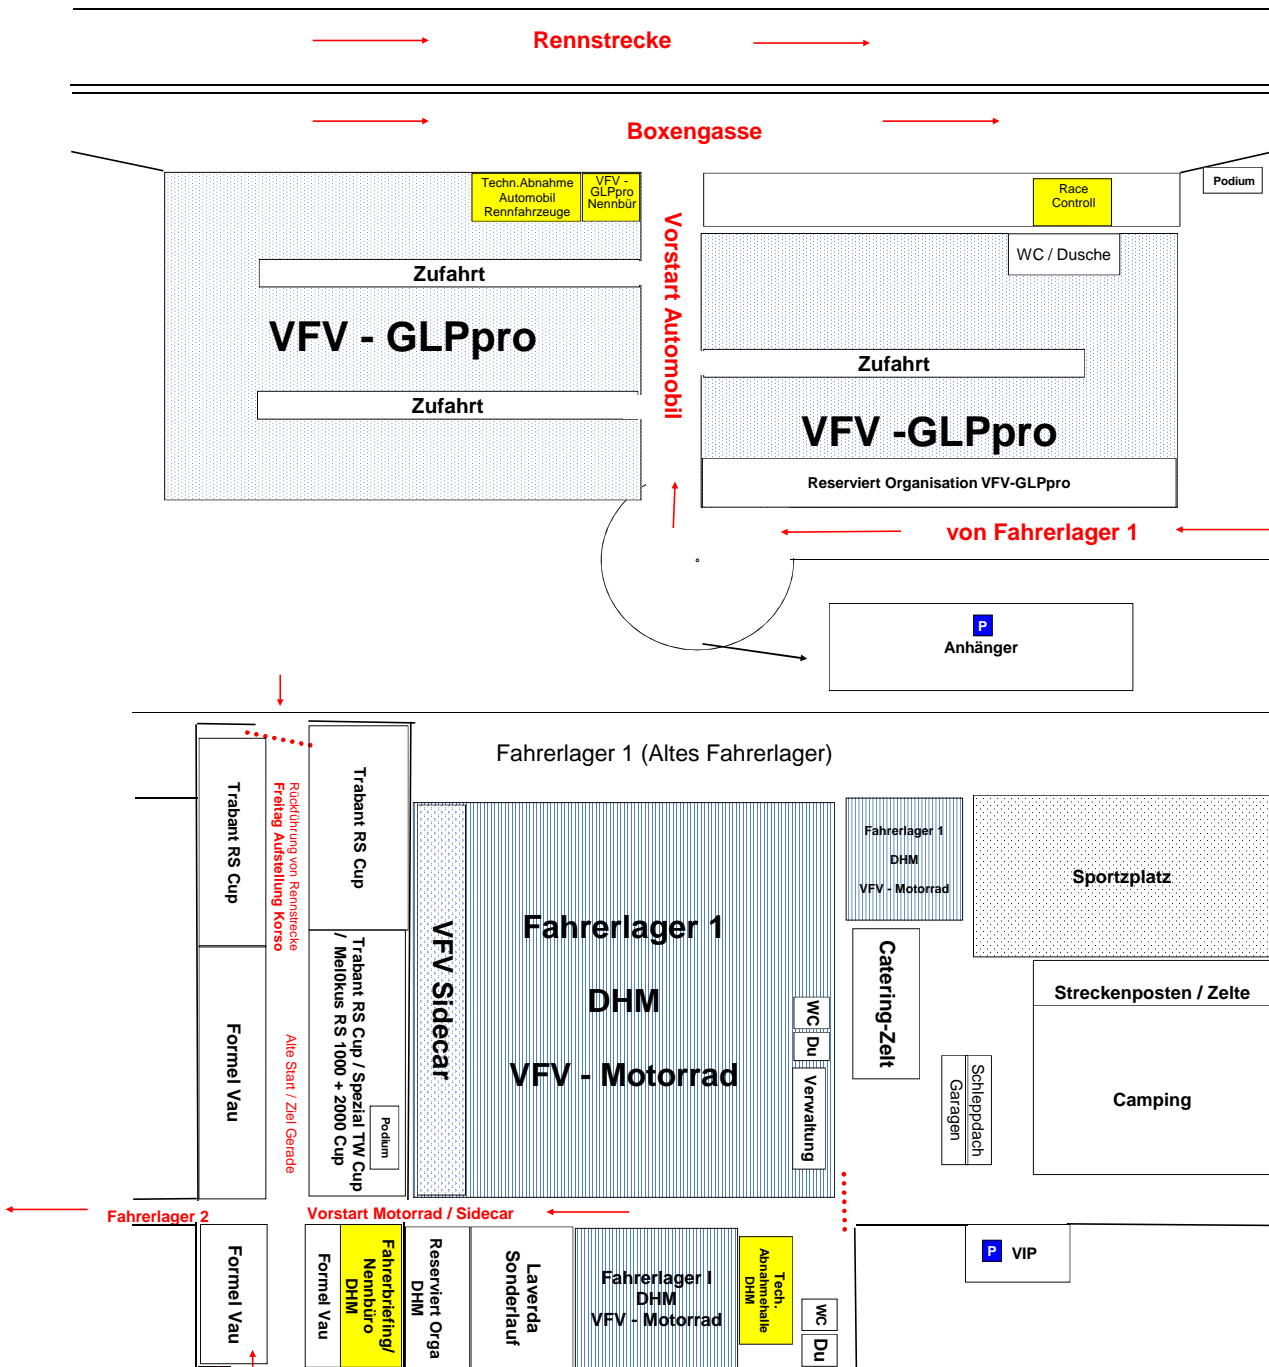 Rennstrecke
Boxengasse
Techn.Abnahme
Automobil
Rennfahrzeuge
VFV -
GLPpro
Nennbür
Race
Controll
Podium
WC / Dusche
Vorstart Automobil
Zufahrt
VFV - GLPpro
Zufahrt
Zufahrt
VFV -GLPpro
Reserviert Organisation VFV-GLPpro
von Fahrerlager 1
P
Anhänger
Fahrerlager 1 (Altes Fahrerlager)
Trabant RS Cup
Rückführung von Rennstrecke
Freitag Aufstellung Korso
Trabant RS Cup
VFV Sidecar
Fahrerlager 1
DHM
VFV - Motorrad
Fahrerlager 1
DHM
VFV - Motorrad
Sportzplatz
Formel Vau
Alte Start / Ziel Gerade
Trabant RS Cup / Spezial TW Cup
/ Mel0kus RS 1000 + 2000 Cup
Podium
WC
Du
Verwaltung
Catering-Zelt
Schleppdach
Garagen
Streckenposten / Zelte
Camping
Fahrerlager 2
Vorstart Motorrad / Sidecar
Formel Vau
Formel Vau
Fahrerbriefing/
Nennbüro
DHM
Reserviert Orga
DHM
Laverda
Sonderlauf
Fahrerlager I
DHM
VFV - Motorrad
Tech.
Abnahmehalle
DHM
WC
Du
P VIP